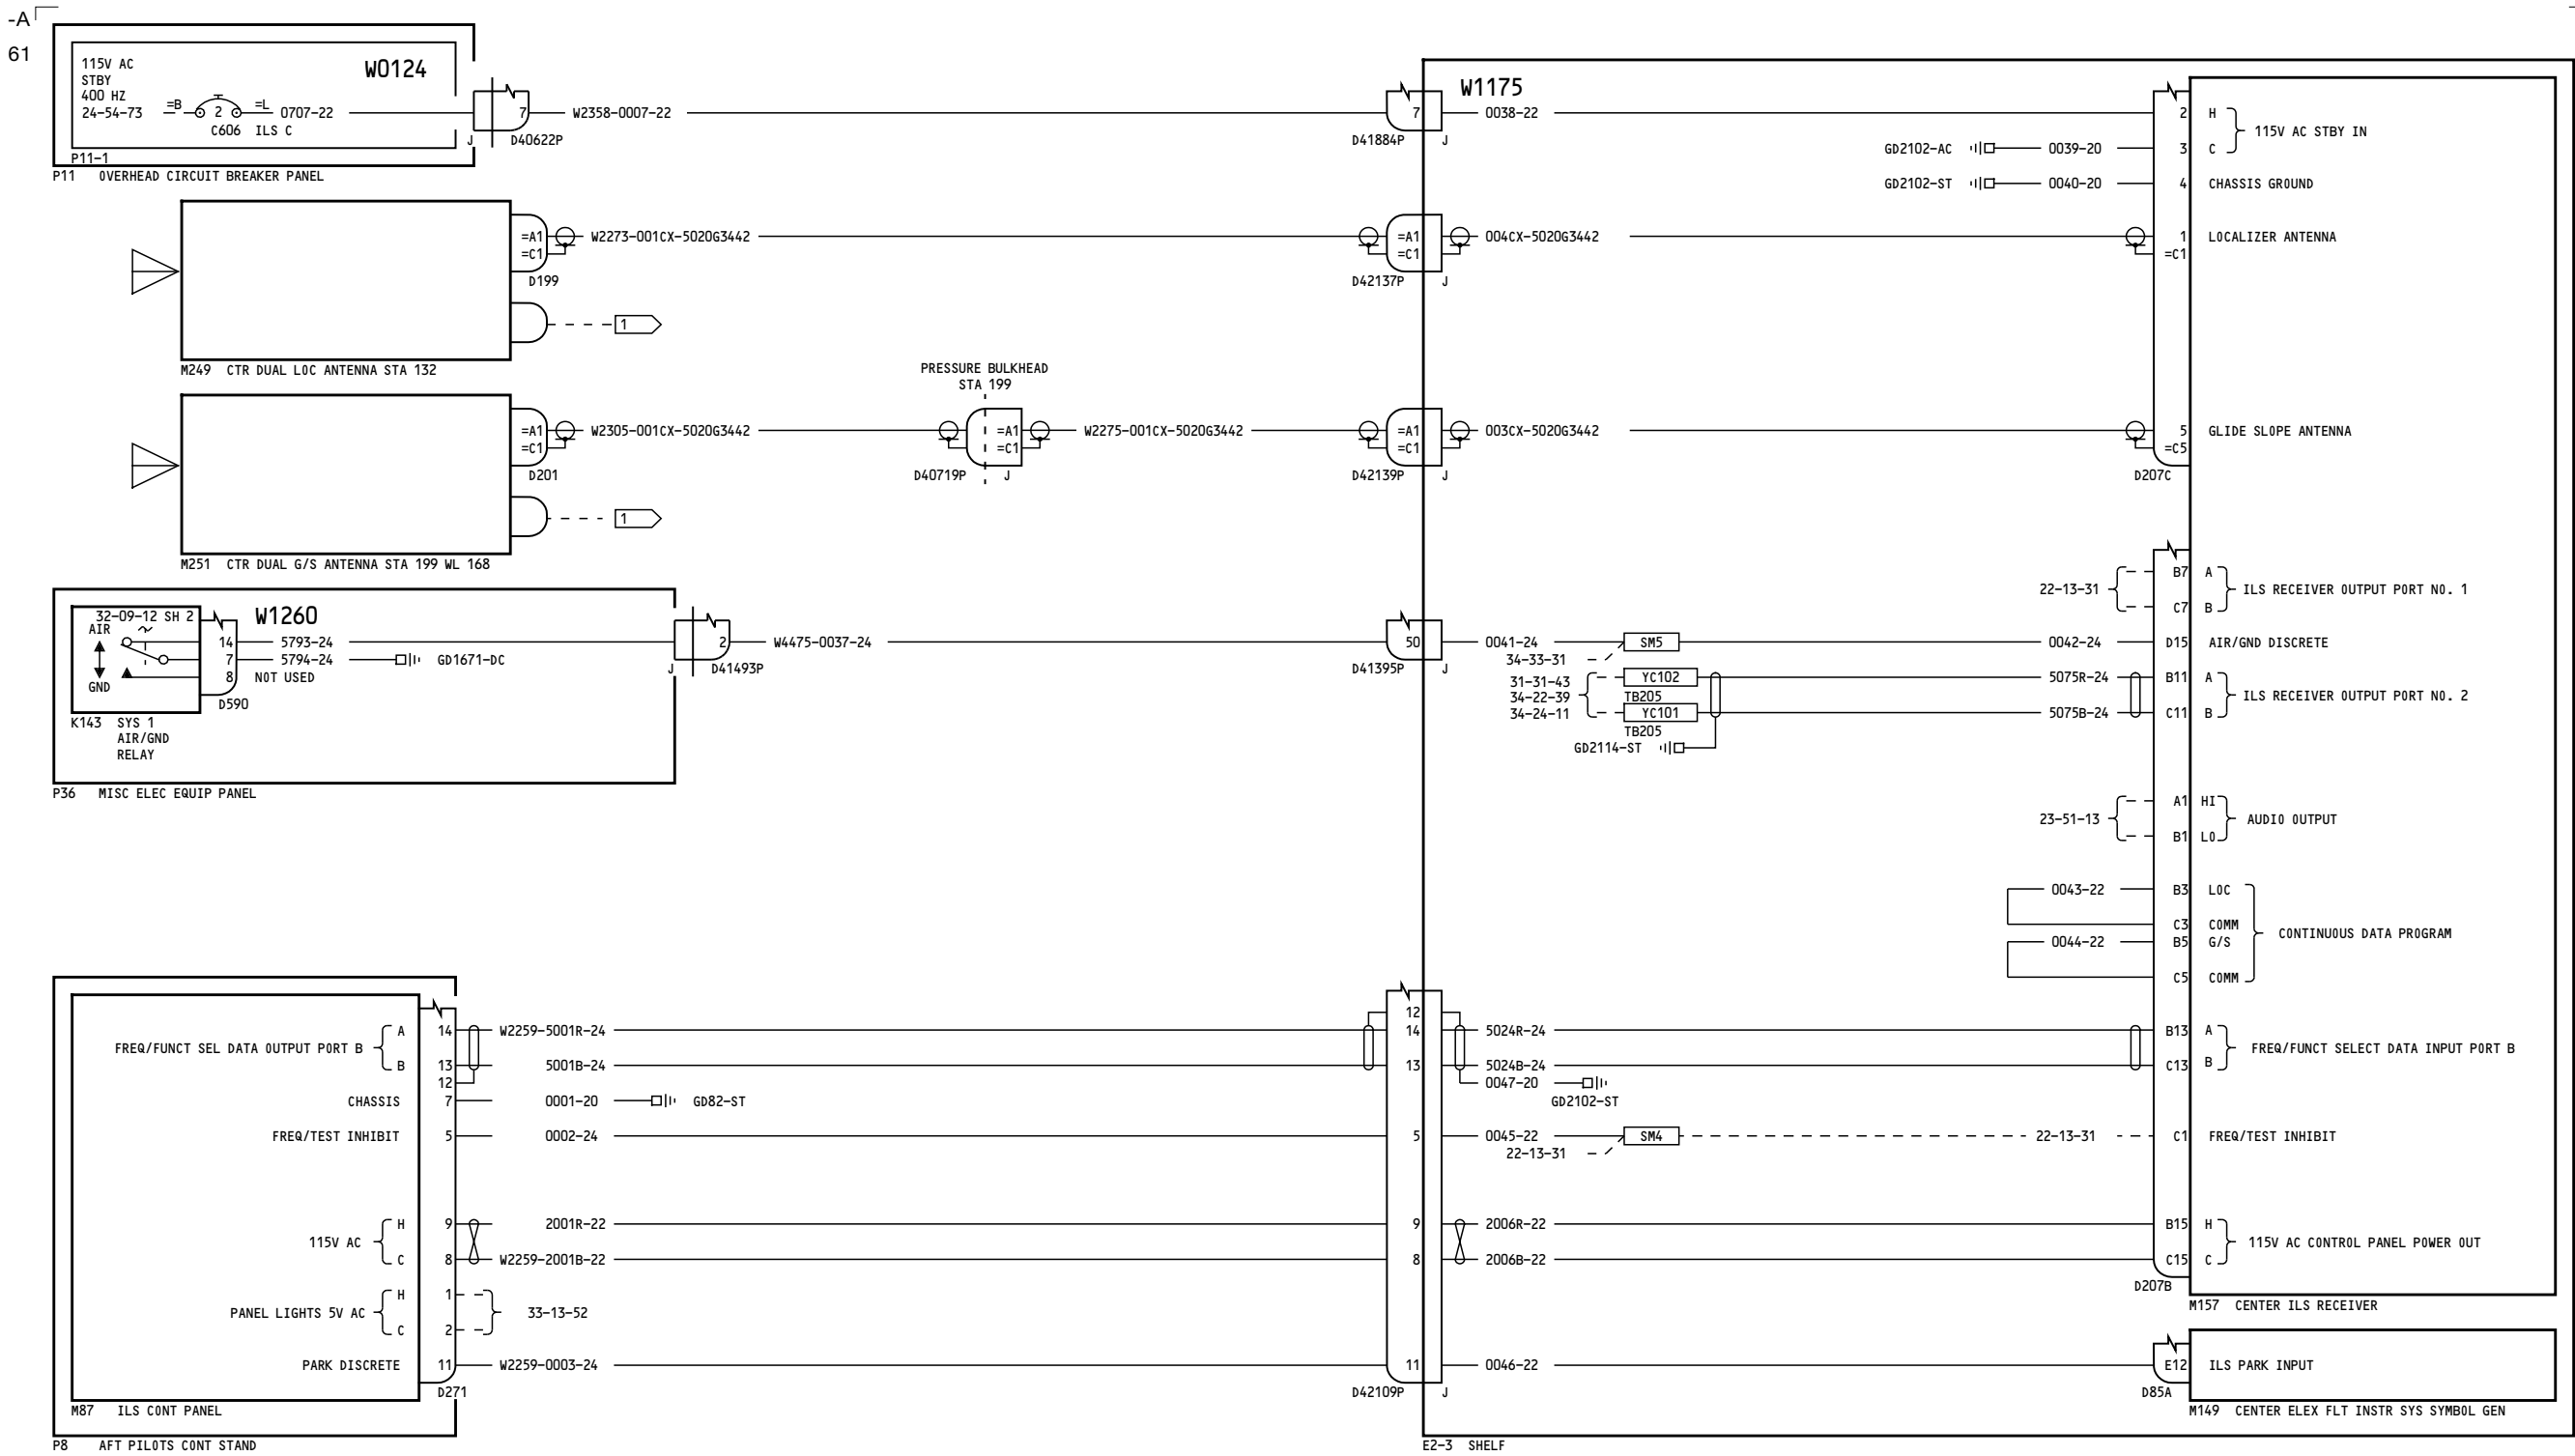 -A
61
115V AC
STBY
400 HZ
24-54-73
=B
2
=L
0707-22
C606 ILS C
W0124
P11-1
P11 OVERHEAD CIRCUIT BREAKER PANEL
J
7
D40622P
W2358-0007-22
7
D41884P
J
W1175
0038-22
2 H
115V AC STBY IN
GD2102-AC
0039-20
3 C
GD2102-ST
0040-20
4 CHASSIS GROUND
=A1
=C1
D199
W2273-001CX-5020G3442
=A1
=C1
D42137P
J
004CX-5020G3442
1 LOCALIZER ANTENNA
=C1
1
M249 CTR DUAL LOC ANTENNA STA 132
PRESSURE BULKHEAD
STA 199
=A1
=C1
D201
W2305-001CX-5020G3442
=A1
=C1
D40719P
J
W2275-001CX-5020G3442
=A1
=C1
D42139P
J
003CX-5020G3442
5 GLIDE SLOPE ANTENNA
=C5
D207C
1
M251 CTR DUAL G/S ANTENNA STA 199 WL 168
22-13-31
B7 A
C7 B
ILS RECEIVER OUTPUT PORT NO. 1
32-09-12 SH 2
AIR
GND
W1260
14 5793-24
7 5794-24
GD1671-DC
8 NOT USED
D590
K143 SYS 1
AIR/GND
RELAY
P36 MISC ELEC EQUIP PANEL
J
2
D41493P
W4475-0037-24
50
D41395P
J
0041-24
SM5
0042-24
D15 AIR/GND DISCRETE
34-33-31
31-31-43
34-22-39
34-24-11
YC102
TB205
YC101
TB205
GD2114-ST
5075R-24
B11 A
5075B-24
C11 B
ILS RECEIVER OUTPUT PORT NO. 2
23-51-13
A1 HI
B1 LO
AUDIO OUTPUT
0043-22
B3 LOC
C3 COMM
0044-22
B5 G/S
C5 COMM
CONTINUOUS DATA PROGRAM
FREQ/FUNCT SEL DATA OUTPUT PORT B
A 14
W2259-5001R-24
B 13
5001B-24
12
12
14
13
5024R-24
5024B-24
0047-20
GD2102-ST
B13 A
C13 B
FREQ/FUNCT SELECT DATA INPUT PORT B
CHASSIS 7
0001-20
GD82-ST
FREQ/TEST INHIBIT 5
0002-24
5
0045-22
SM4
22-13-31
22-13-31
C1 FREQ/TEST INHIBIT
115V AC
H 9
2001R-22
9
2006R-22
B15 H
C 8
W2259-2001B-22
8
2006B-22
C15 C
115V AC CONTROL PANEL POWER OUT
D207B
M157 CENTER ILS RECEIVER
PANEL LIGHTS 5V AC
H 1
C 2
33-13-52
PARK DISCRETE 11
W2259-0003-24
11
0046-22
E12 ILS PARK INPUT
D271
D42109P
J
D85A
M87 ILS CONT PANEL
M149 CENTER ELEX FLT INSTR SYS SYMBOL GEN
P8 AFT PILOTS CONT STAND
E2-3 SHELF